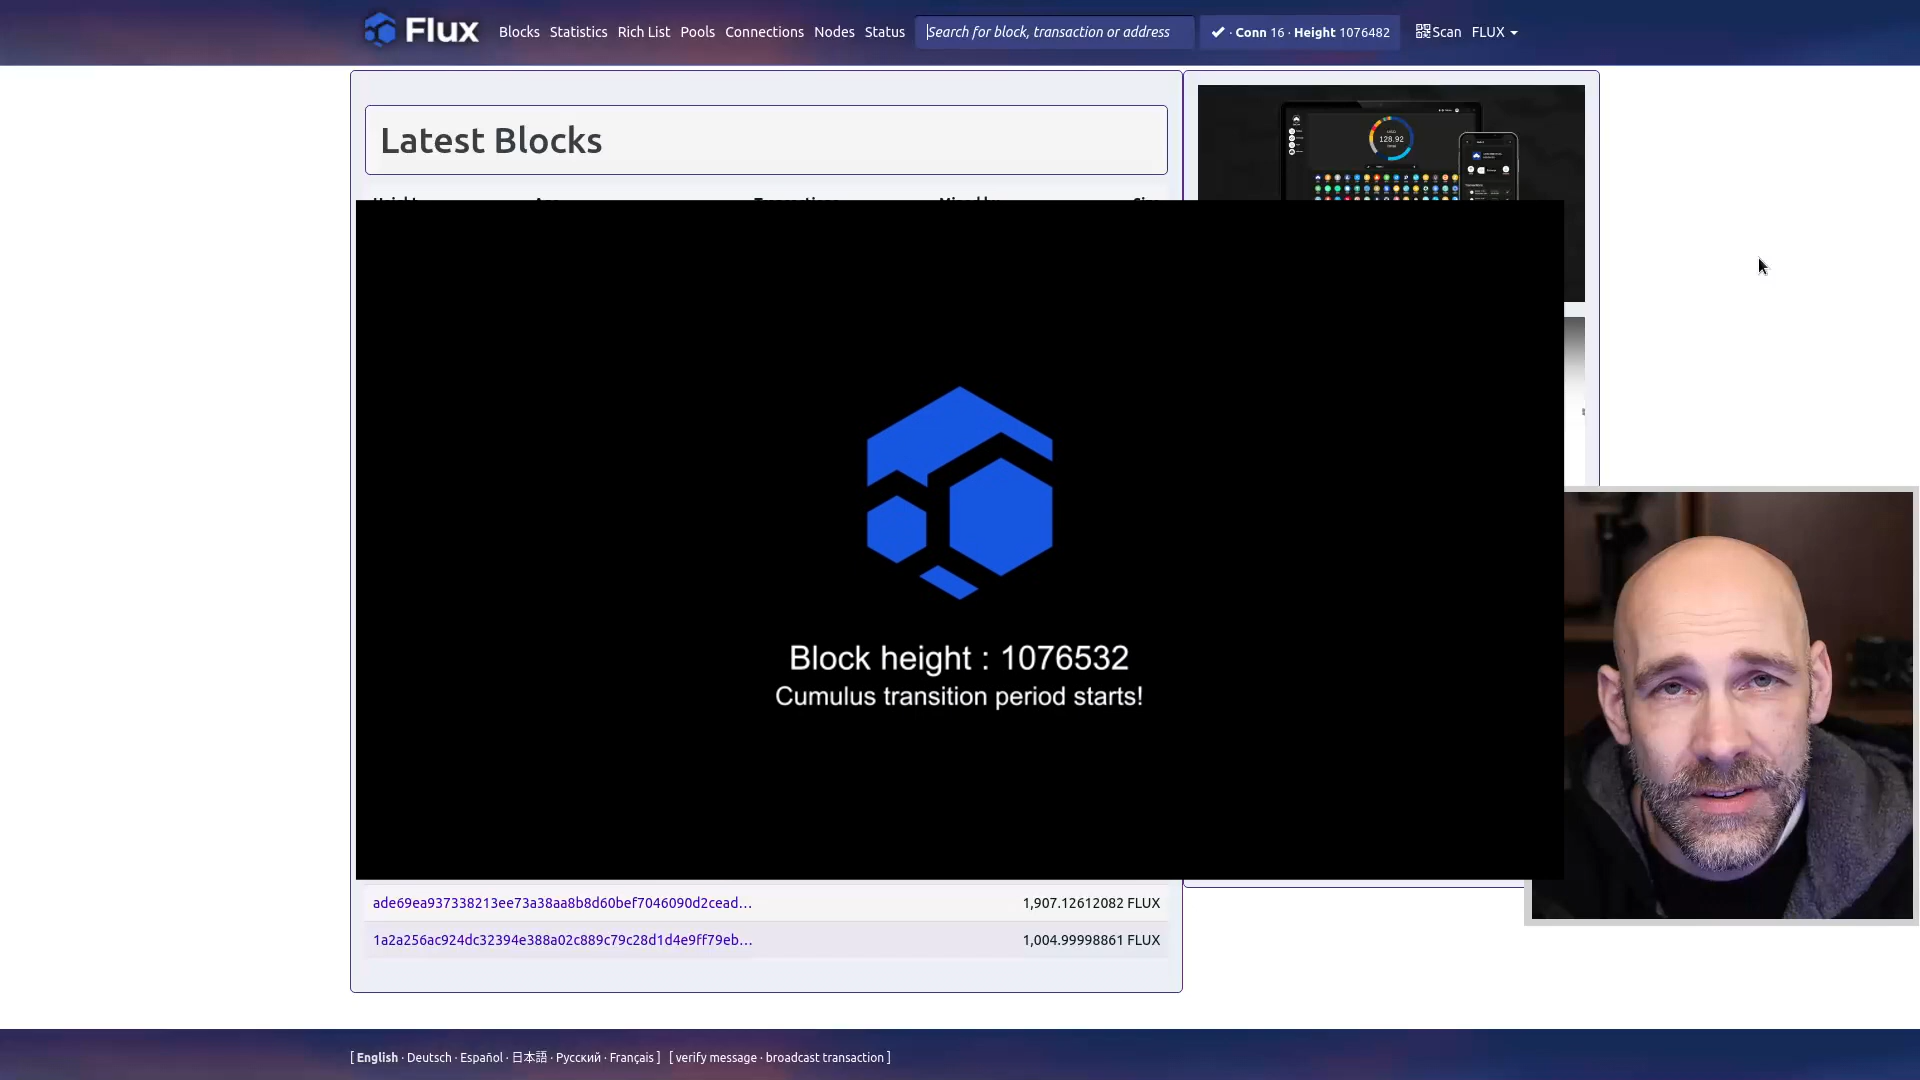 Flux
Blocks Statistics Rich List Pools Connections Nodes Status
Search for block, transaction or address
· Conn 16 · Height 1076482
Scan FLUX
Latest Blocks
128.92
Block height : 1076532
Cumulus transition period starts!
ade69ea937338213ee73a38aa8b8d60bef7046090d2cead... 1,907.12612082 FLUX
1a2a256ac924dc32394e388a02c889c79c28d1d4e9ff79eb... 1,004.99998861 FLUX
[ English · Deutsch · Español · 日本語 · Русский · Français ] [ verify message · broadcast transaction ]